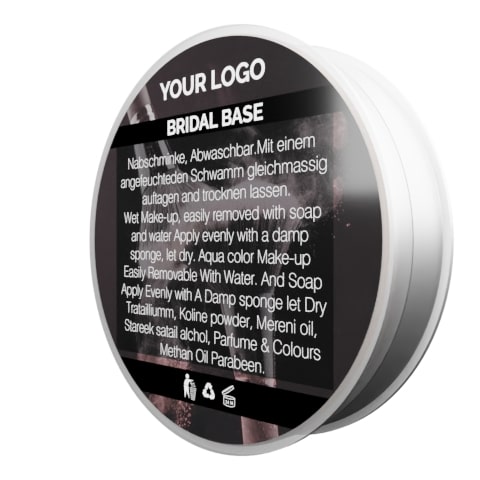 YOUR LOGO
BRIDAL BASE
Nabschminke, Abwaschbar.Mit einem
angefeuchteden Schwamm gleichmassig
auftagen and trocknen lassen.
Wet Make-up, easily removed with soap
and water Apply evenly with a damp
sponge, let dry. Aqua color Make-up
Easily Removable With Water. And Soap
Apply Evenly with A Damp sponge let Dry
Tratailliumm, Koline powder, Mereni oil,
Stareek satail alchol, Parfume & Colours
Methan Oil Parabeen.